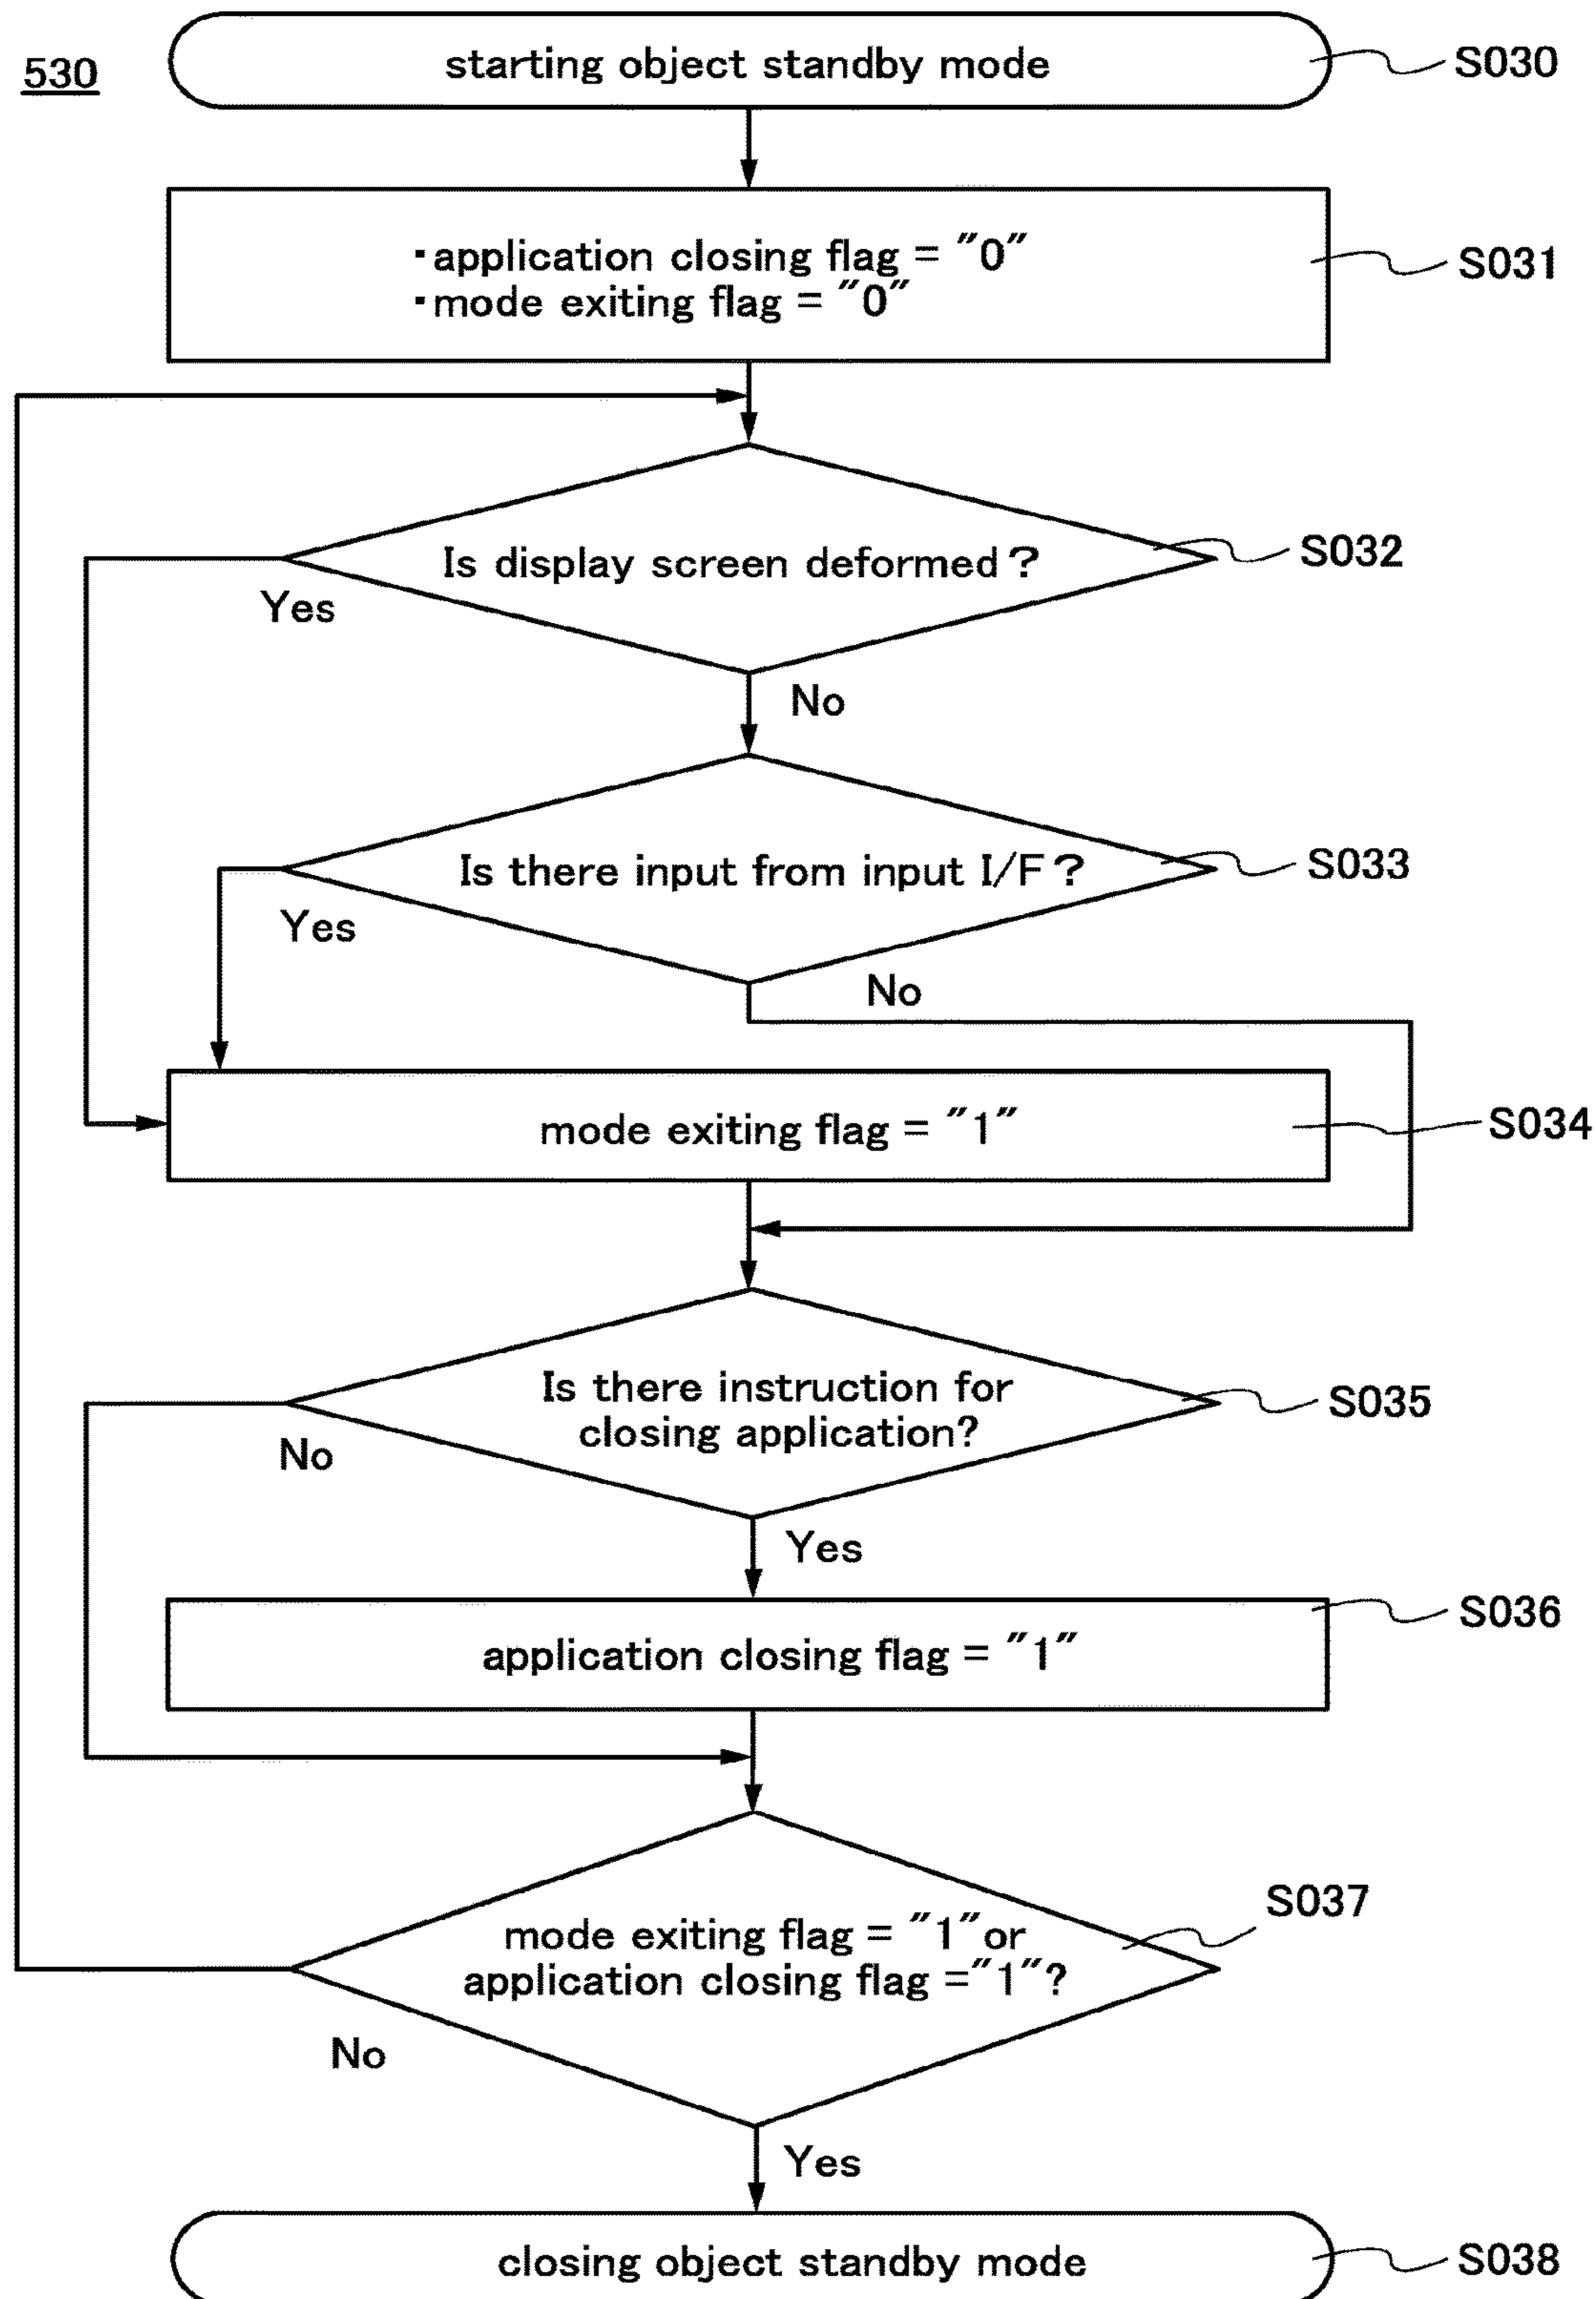 530
starting object standby mode
S030
・application closing flag = "0"
・mode exiting flag = "0"
S031
Is display screen deformed?
S032
Yes
No
Is there input from input I/F?
S033
Yes
No
mode exiting flag = "1"
S034
Is there instruction for
closing application?
S035
No
Yes
application closing flag = "1"
S036
mode exiting flag = "1"or
application closing flag ="1"?
S037
No
Yes
closing object standby mode
S038